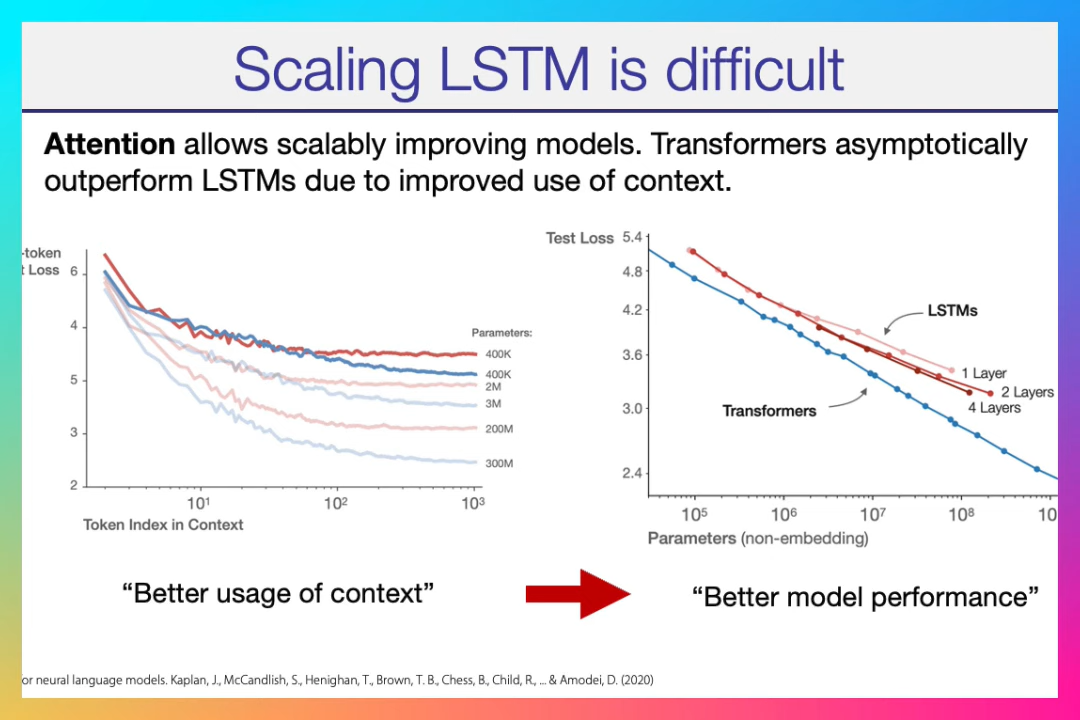 Scaling LSTM is difficult
Attention allows scalably improving models. Transformers asymptotically
outperform LSTMs due to improved use of context.
-token
t Loss
6
4
5
3
2
10¹
10²
10³
Token Index in Context
Parameters:
400K
400K
2M
3M
200M
300M
Test Loss
5.4
4.8
4.2
3.6
3.0
2.4
LSTMs
1 Layer
2 Layers
4 Layers
Transformers
10⁵
10⁶
10⁷
10⁸
10
Parameters (non-embedding)
“Better usage of context”
“Better model performance”
or neural language models. Kaplan, J., McCandlish, S., Henighan, T., Brown, T. B., Chess, B., Child, R., ... & Amodei, D. (2020)